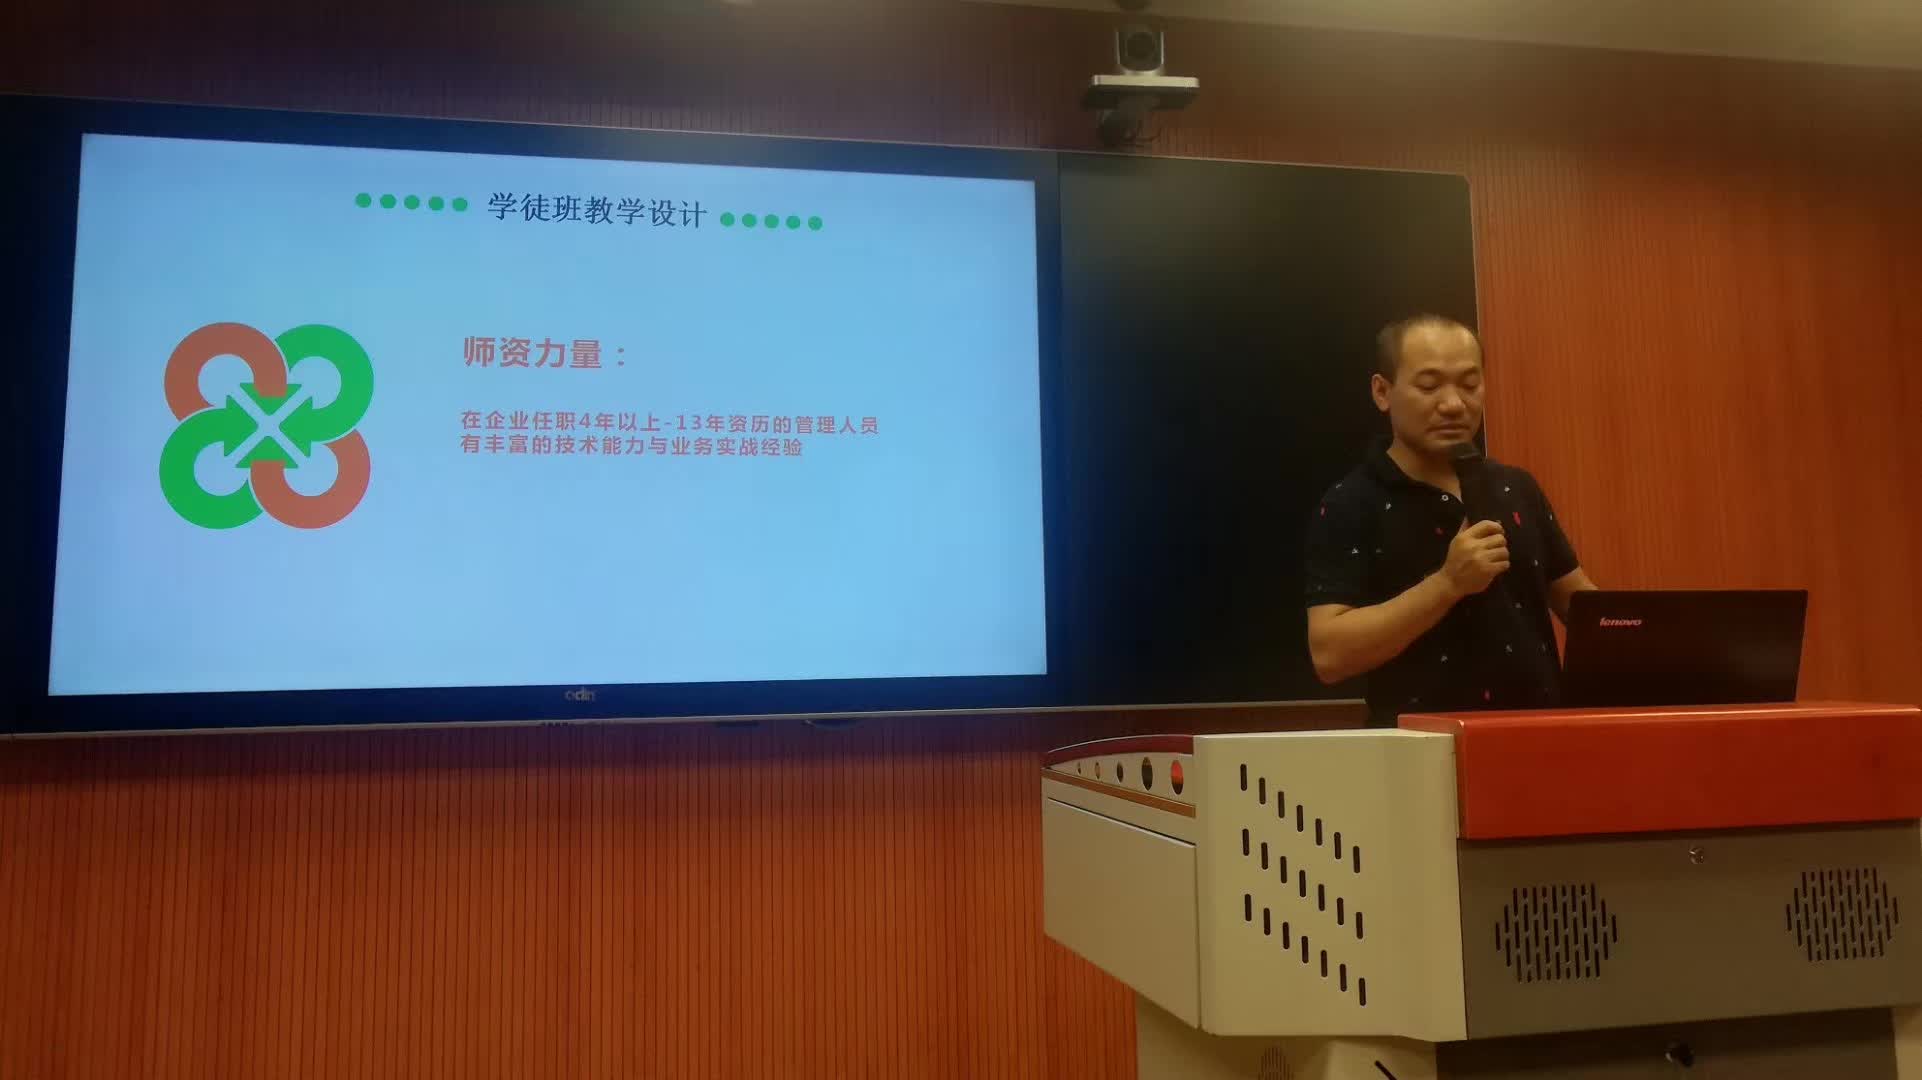 学徒班教学设计
师资力量：
在企业任职4年以上-13年资历的管理人员
有丰富的技术能力与业务实战经验
lenovo